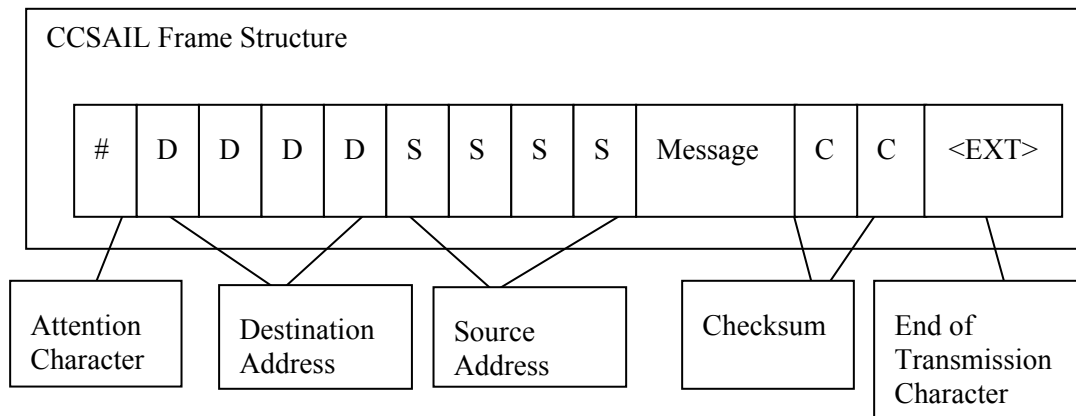 CCSAIL Frame Structure
# D D D D S S S S Message C C <EXT>
Attention
Character
Destination
Address
Source
Address
Checksum
End of
Transmission
Character